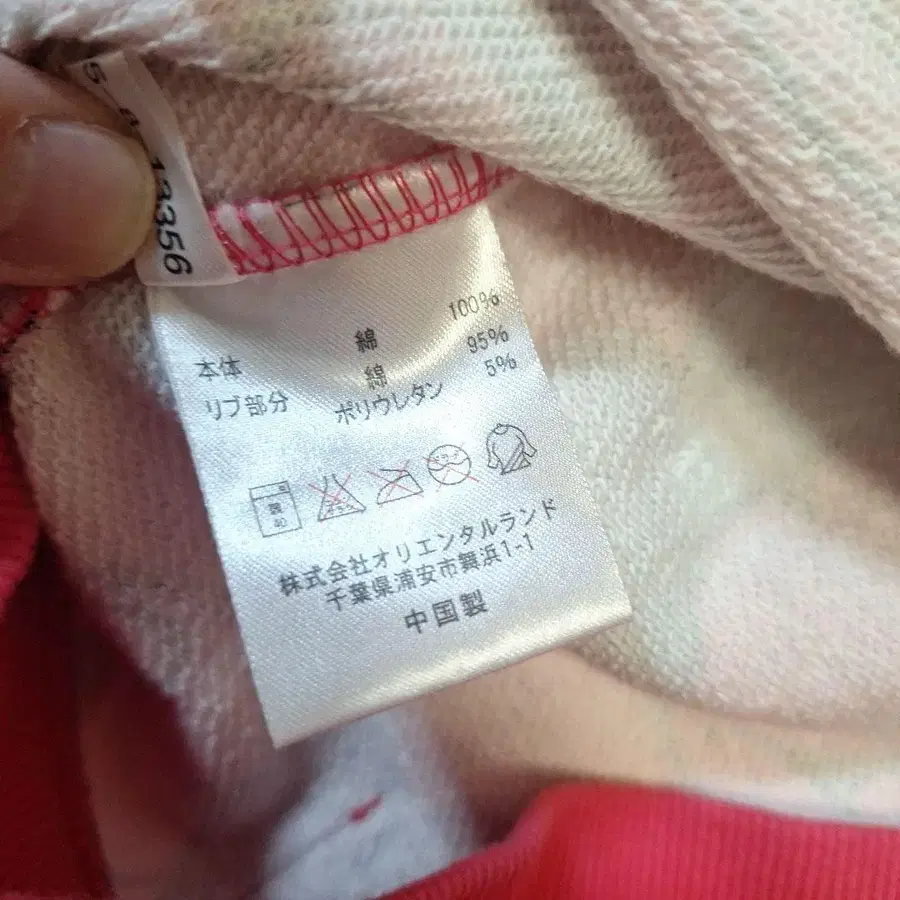 13356
本体 綿 100%
リブ部分 綿 95%
ポリウレタン 5%
40
株式会社オリエンタルランド
千葉県浦安市舞浜1-1
中国製